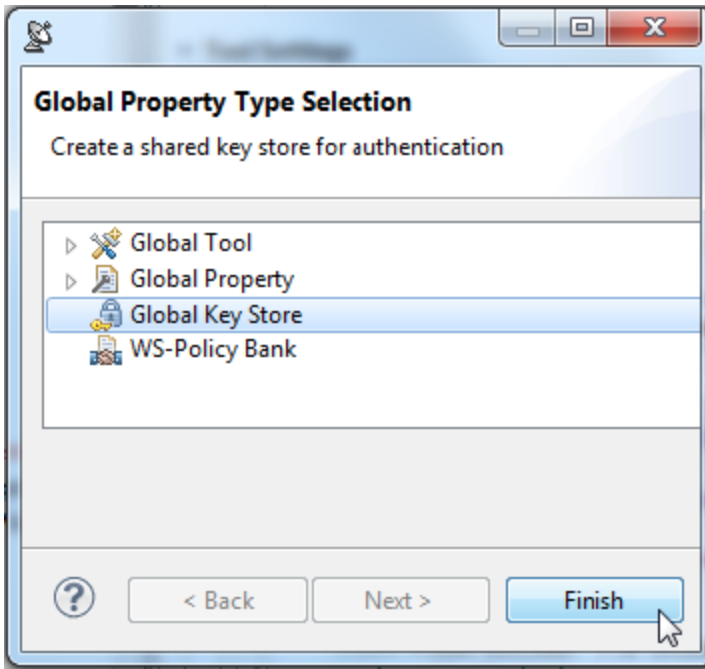 Global Property Type Selection
Create a shared key store for authentication
Global Tool
Global Property
Global Key Store
WS-Policy Bank
?
< Back
Next >
Finish